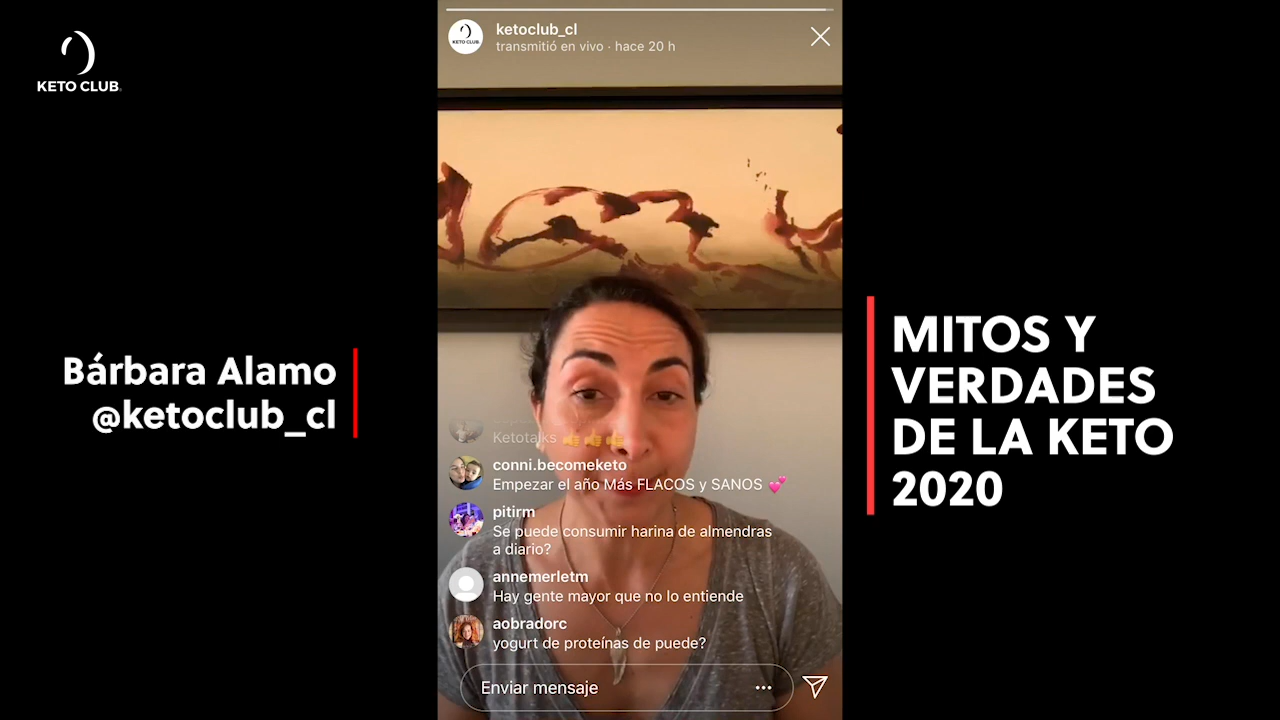 KETO CLUB
Bárbara Alamo
@ketoclub_cl
KETO CLUB
ketoclub_cl
transmitió en vivo · hace 20 h
Ketotalks 👍👍👍
conni.becomeketo
Empezar el año Más FLACOS y SANOS 💕
pitirm
Se puede consumir harina de almendras
a diario?
annemerletm
Hay gente mayor que no lo entiende
aobradorc
yogurt de proteínas de puede?
Enviar mensaje
MITOS Y
VERDADES
DE LA KETO
2020